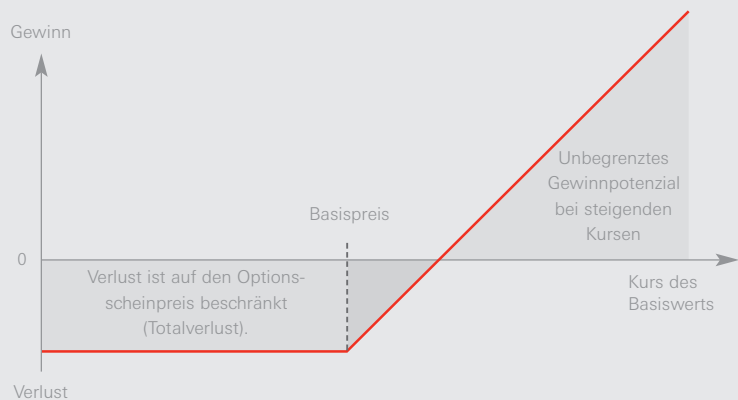 Gewinn
Unbegrenztes
Gewinnpotenzial
bei steigenden
Kursen
Basispreis
0
Verlust ist auf den Options-
scheinpreis beschränkt
(Totalverlust).
Kurs des
Basiswerts
Verlust